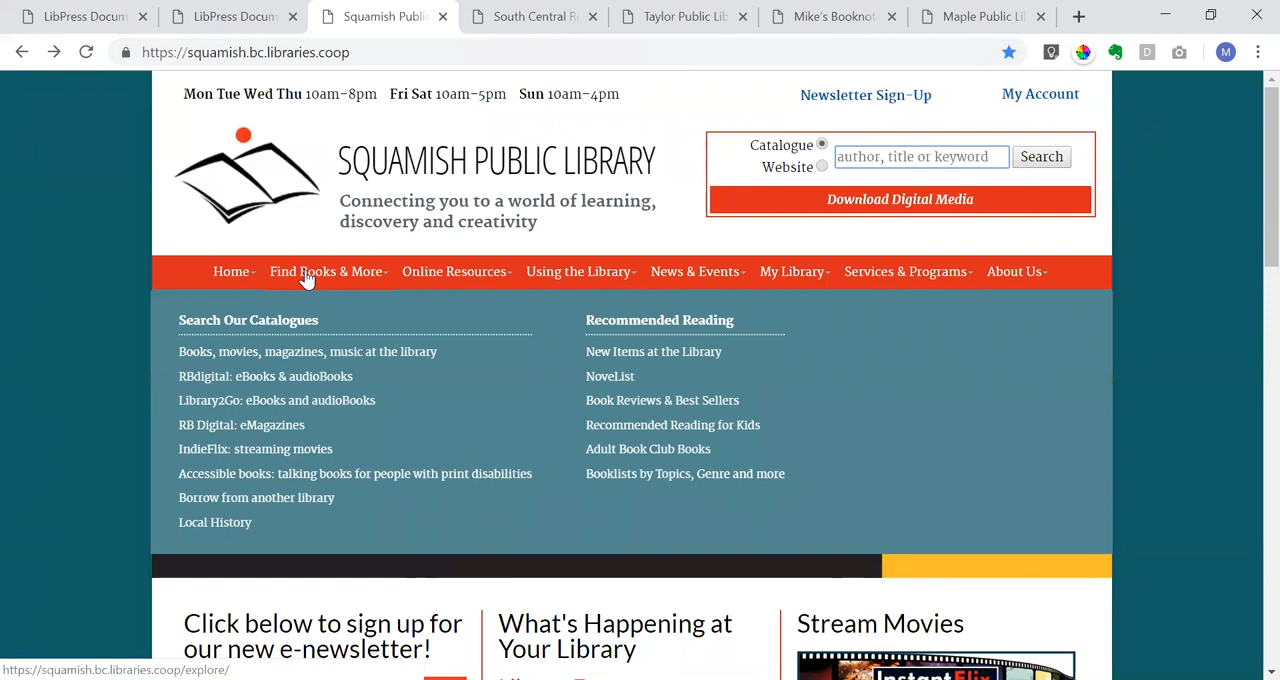 LibPress Docum
LibPress Docum
Squamish Publi
South Central R
Taylor Public Lib
Mike's Booknot
Maple Public Li
https://squamish.bc.libraries.coop
D
M
Mon Tue Wed Thu 10am–8pm Fri Sat 10am–5pm Sun 10am–4pm
Newsletter Sign-Up
My Account
SQUAMISH PUBLIC LIBRARY
Connecting you to a world of learning,
discovery and creativity
Catalogue
Website
author, title or keyword
Search
Download Digital Media
Home
Find Books & More
Online Resources
Using the Library
News & Events
My Library
Services & Programs
About Us
Search Our Catalogues
Books, movies, magazines, music at the library
RBdigital: eBooks & audioBooks
Library2Go: eBooks and audioBooks
RB Digital: eMagazines
IndieFlix: streaming movies
Accessible books: talking books for people with print disabilities
Borrow from another library
Local History
Recommended Reading
New Items at the Library
NoveList
Book Reviews & Best Sellers
Recommended Reading for Kids
Adult Book Club Books
Booklists by Topics, Genre and more
Click below to sign up for
our new e-newsletter!
What's Happening at
Your Library
Stream Movies
InstantFlix
https://squamish.bc.libraries.coop/explore/